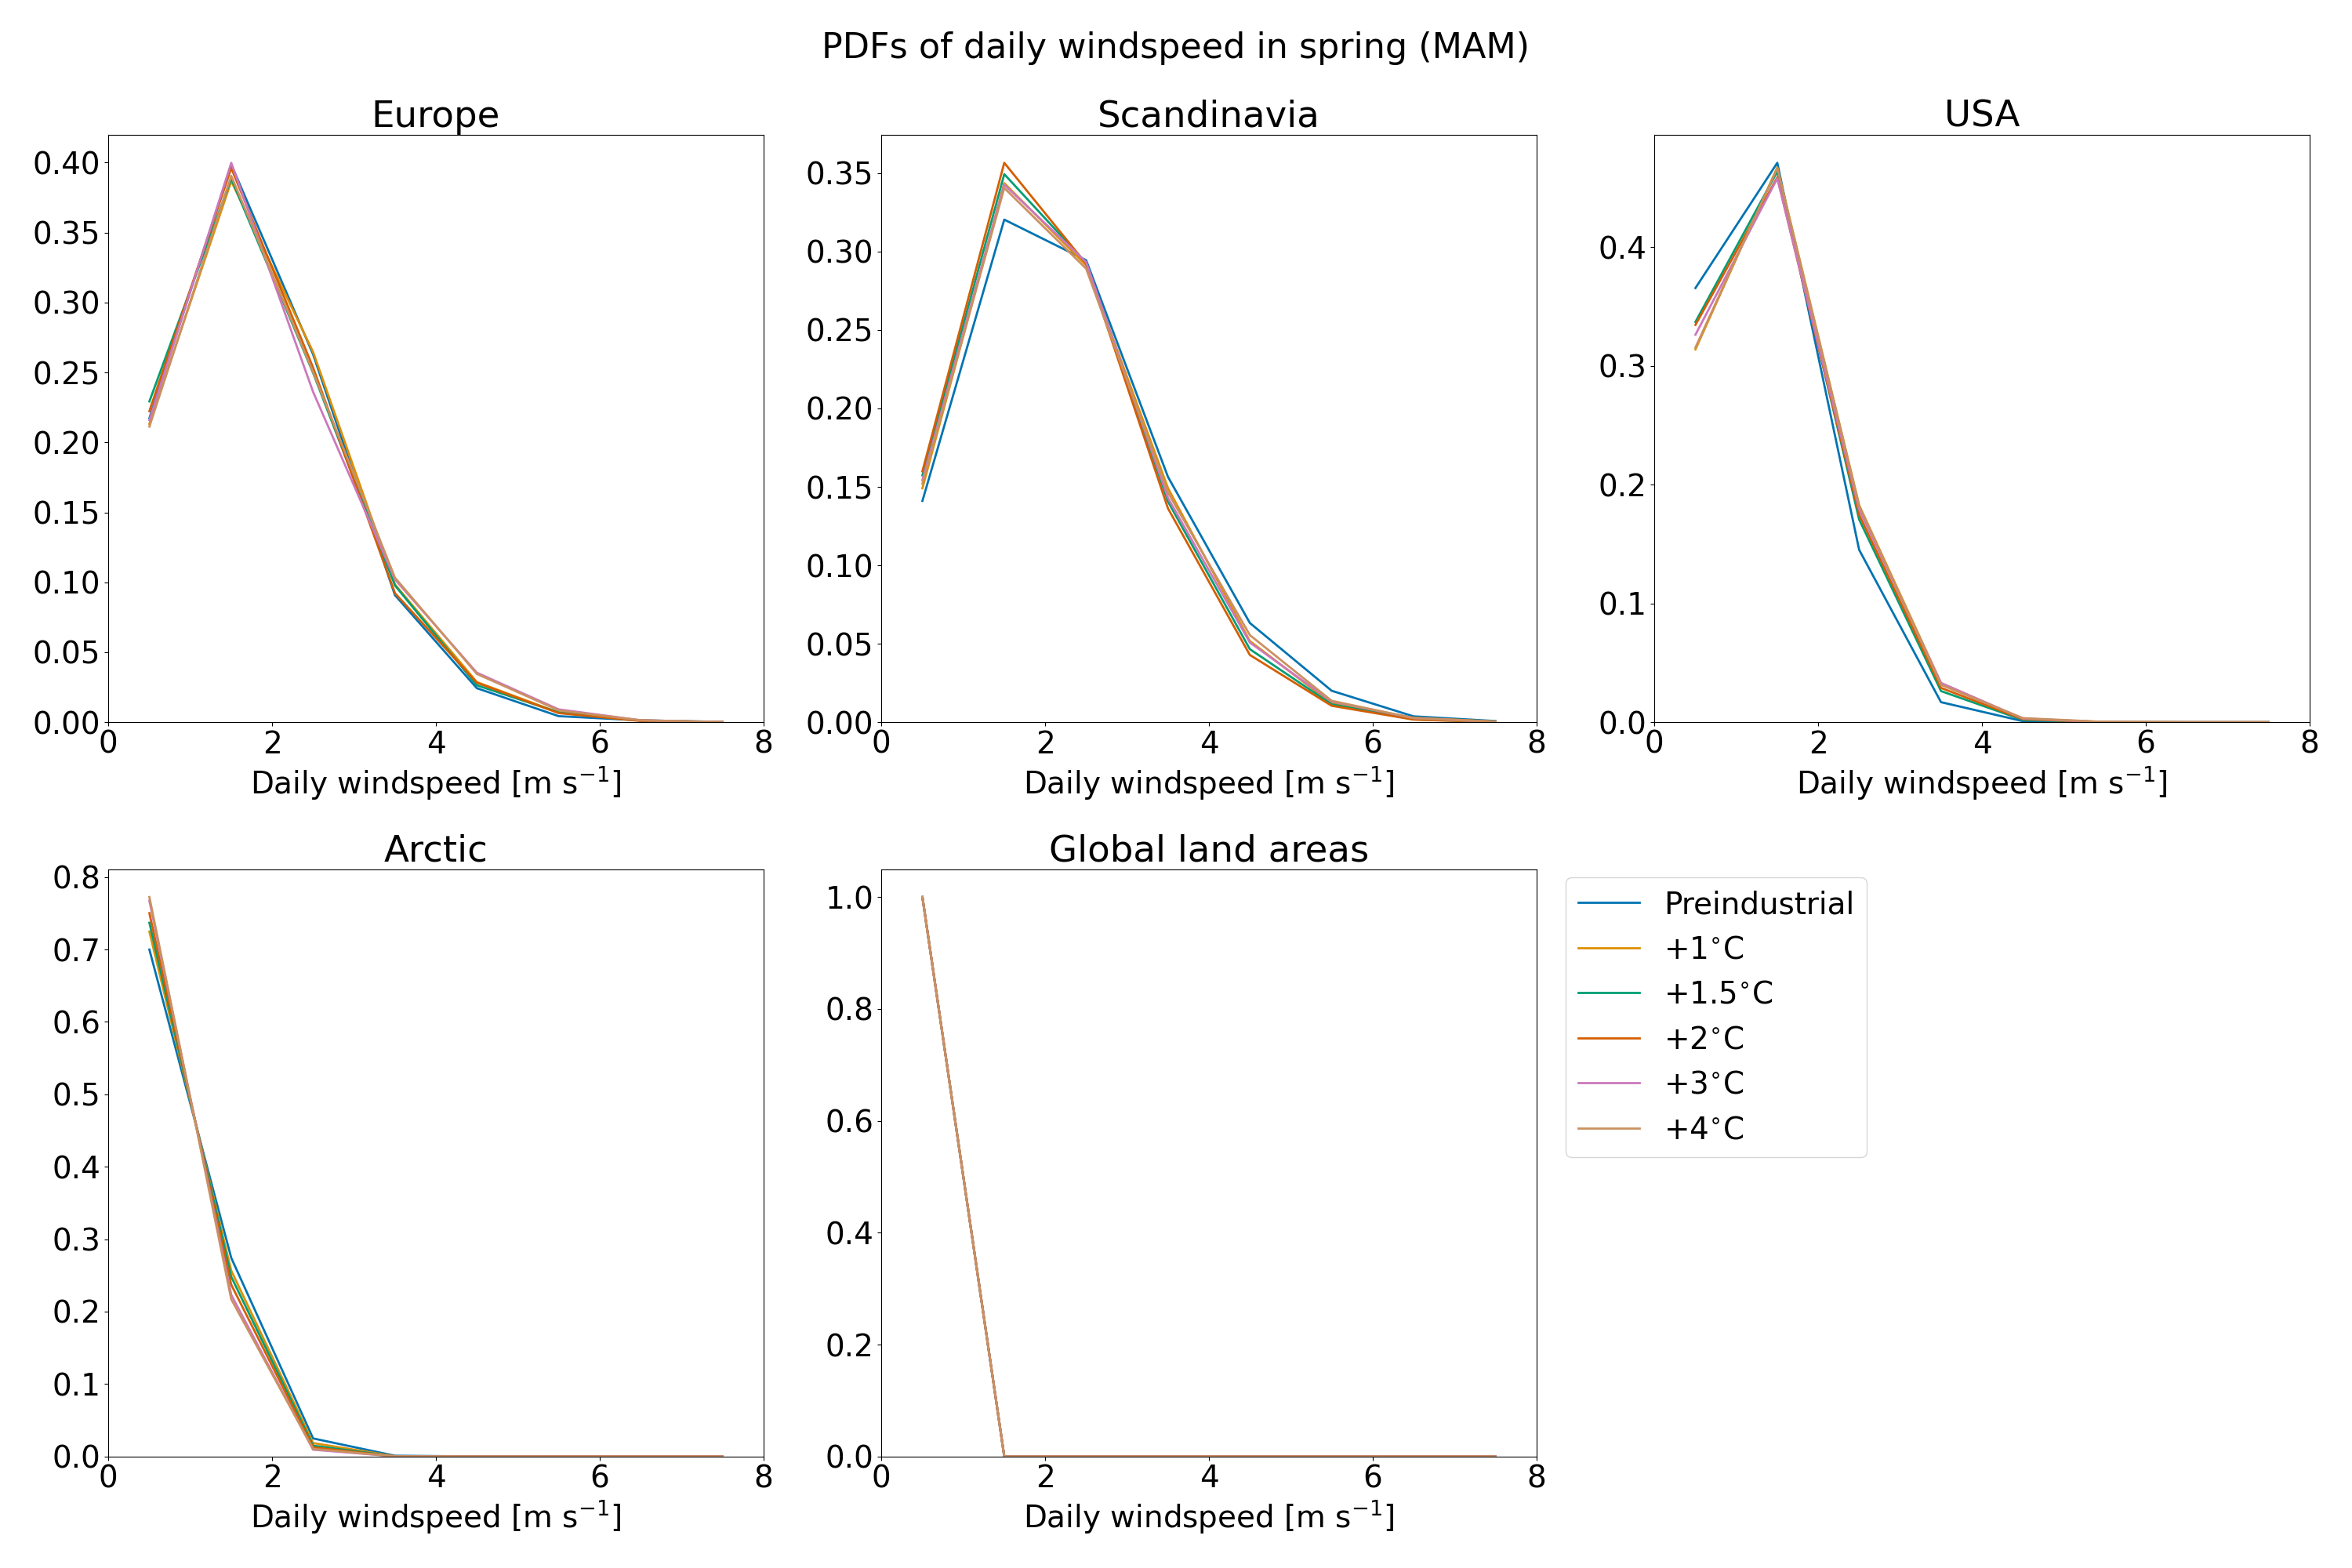 PDFs of daily windspeed in spring (MAM)
Europe
0.40
0.35
0.30
0.25
0.20
0.15
0.10
0.05
0.00
0 2 4 6 8
Daily windspeed [m s⁻¹]
Scandinavia
0.35
0.30
0.25
0.20
0.15
0.10
0.05
0.00
0 2 4 6 8
Daily windspeed [m s⁻¹]
USA
0.4
0.3
0.2
0.1
0.0
0 2 4 6 8
Daily windspeed [m s⁻¹]
Arctic
0.8
0.7
0.6
0.5
0.4
0.3
0.2
0.1
0.0
0 2 4 6 8
Daily windspeed [m s⁻¹]
Global land areas
1.0
0.8
0.6
0.4
0.2
0.0
0 2 4 6 8
Daily windspeed [m s⁻¹]
Preindustrial
+1°C
+1.5°C
+2°C
+3°C
+4°C